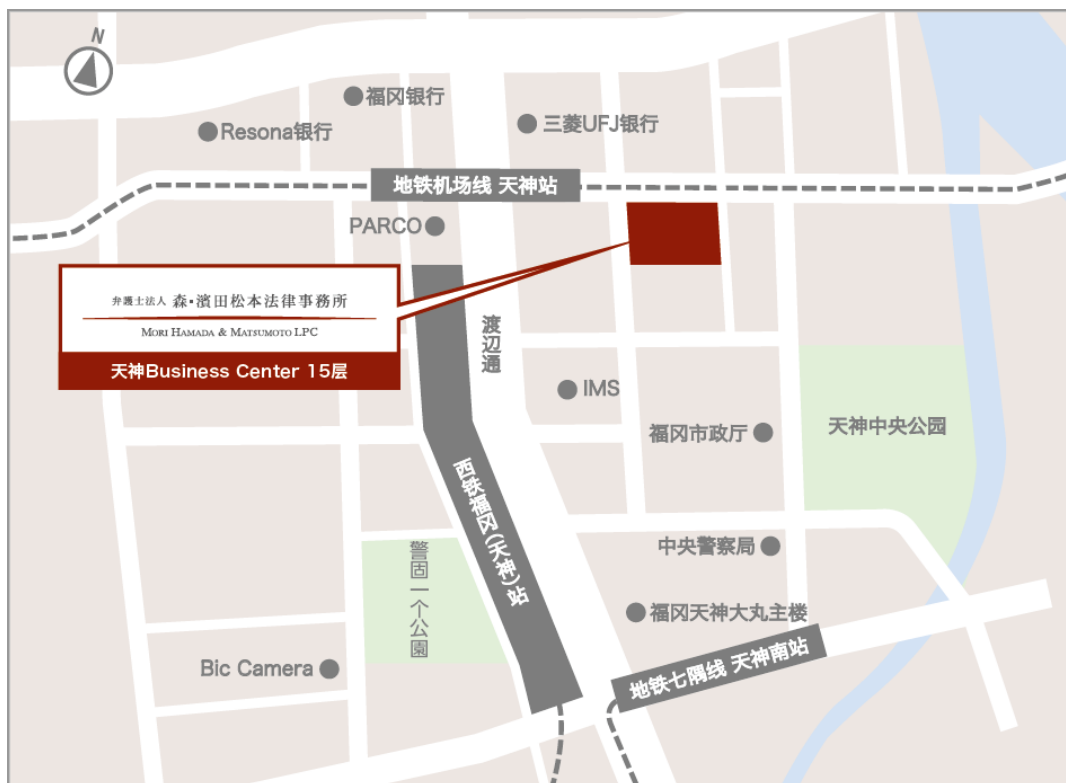 N
福冈银行
Resona银行
三菱UFJ银行
地铁机场线 天神站
PARCO
弁護士法人 森・濱田松本法律事務所
MORI HAMADA & MATSUMOTO LPC
天神Business Center 15层
渡辺通
IMS
福冈市政厅
天神中央公园
西铁福冈(天神)站
警固一个公園
中央警察局
福冈天神大丸主楼
Bic Camera
地铁七隅线 天神南站